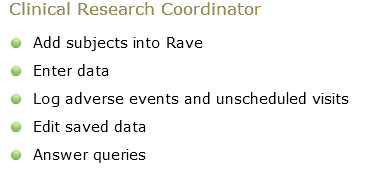 Clinical Research Coordinator
Add subjects into Rave
Enter data
Log adverse events and unscheduled visits
Edit saved data
Answer queries